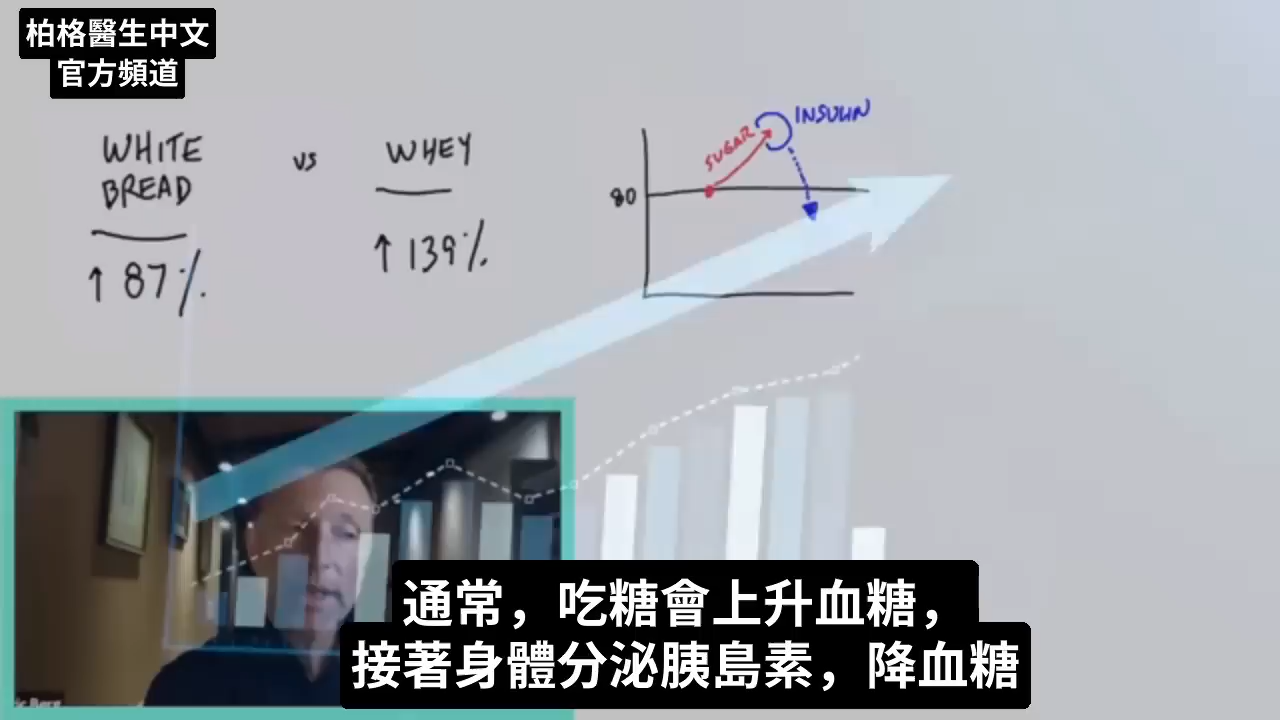 柏格醫生中文
官方頻道
WHITE
BREAD
vs
WHEY
↑ 87%.
↑ 139%.
80
SUGAR
INSULIN
通常，吃糖會上升血糖，
接著身體分泌胰島素，降血糖
Berg